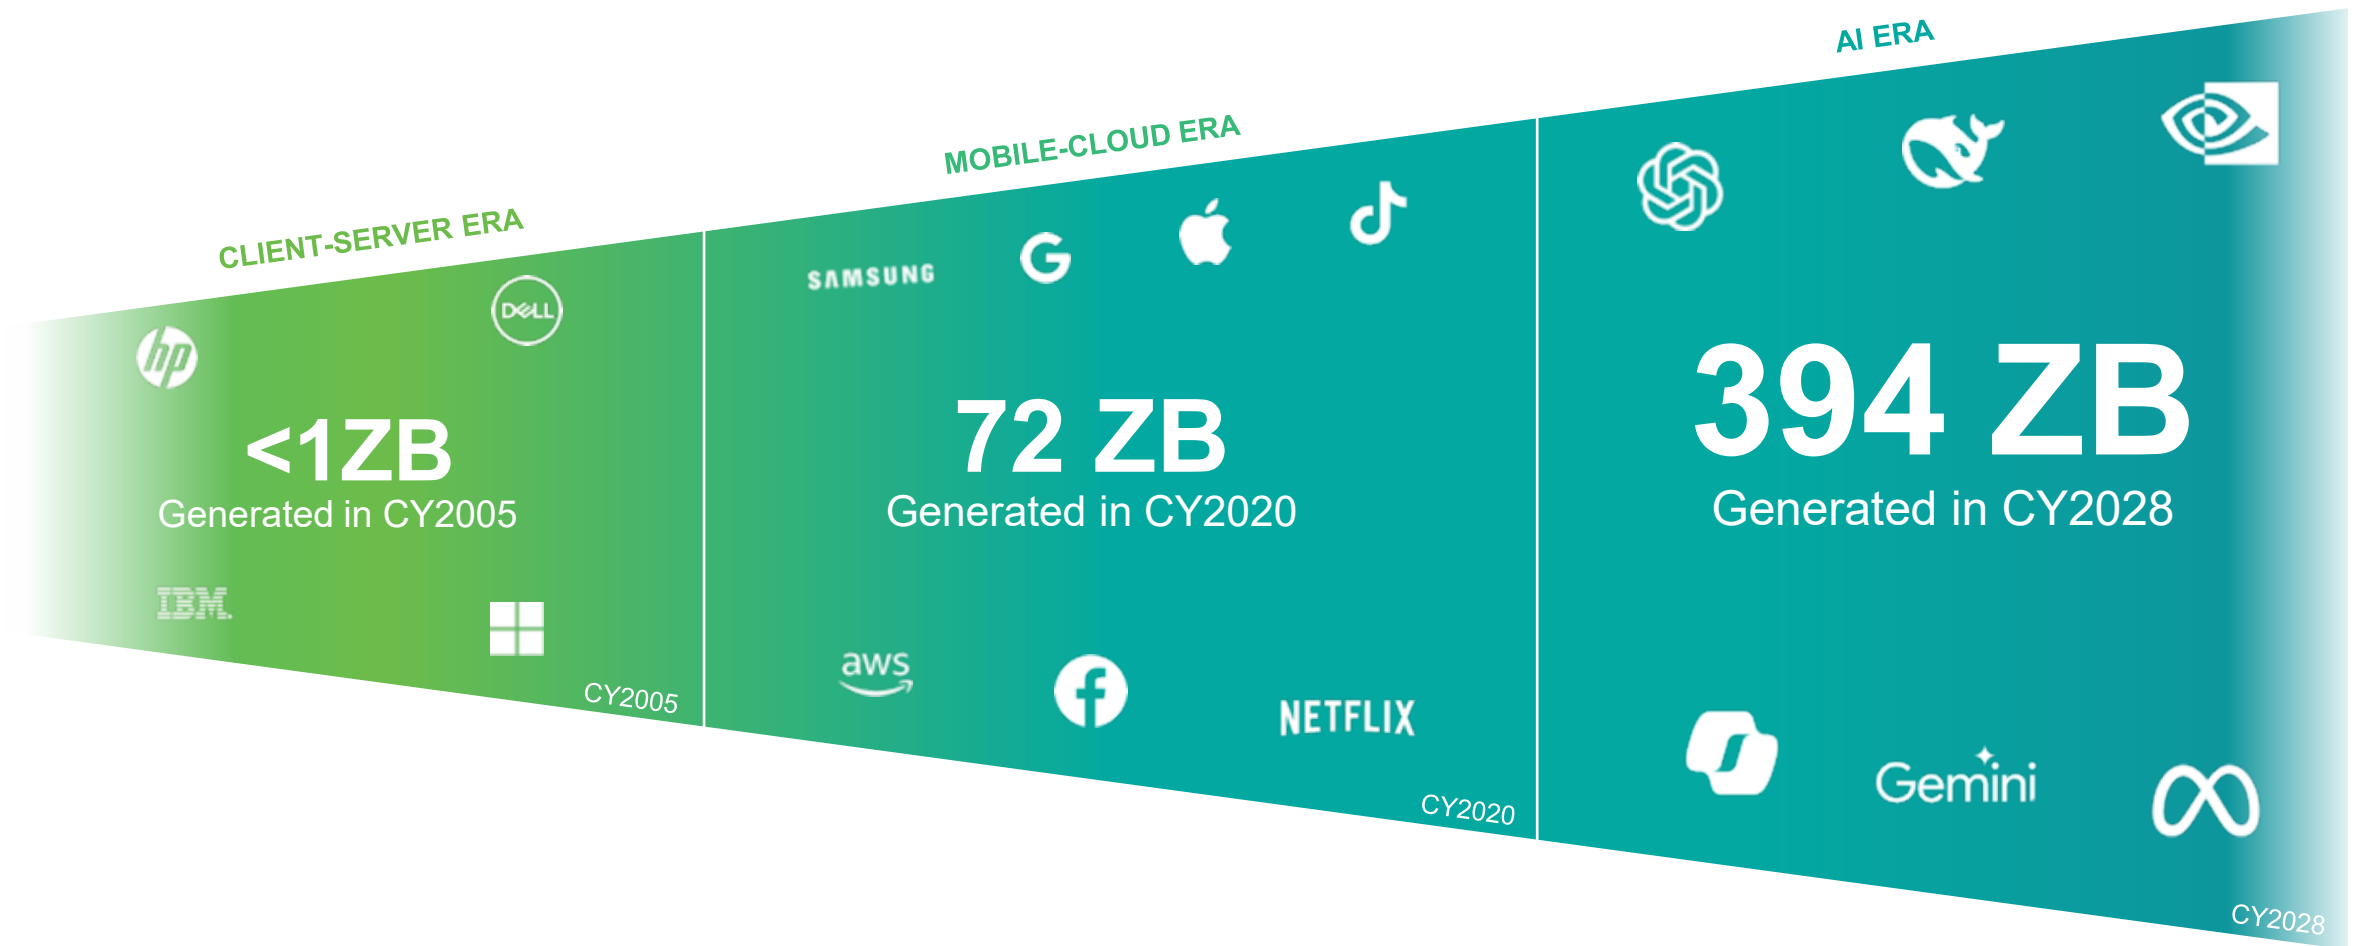 AI ERA
MOBILE-CLOUD ERA
CLIENT-SERVER ERA
hp
DELL
<1ZB
Generated in CY2005
IBM.
CY2005
SAMSUNG
G
72 ZB
Generated in CY2020
aws
f
NETFLIX
CY2020
394 ZB
Generated in CY2028
Gemini
CY2028